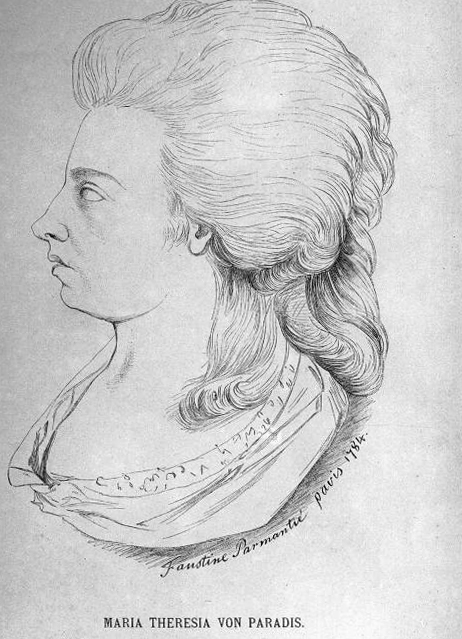 Faustine Parmantié paris 1784.
MARIA THERESIA VON PARADIS.